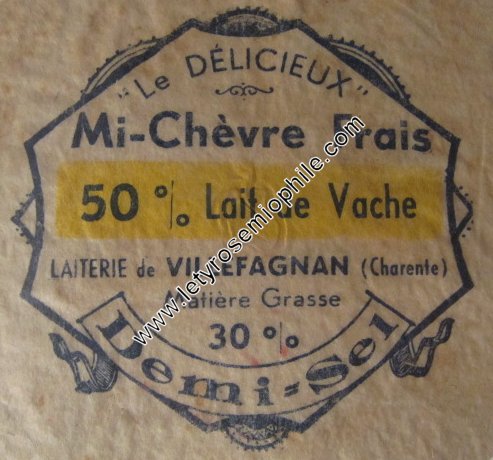 "Le DÉLICIEUX"
Mi-Chèvre Frais
50 % Lait de Vache
LAITERIE de VILLEFAGNAN (Charente)
Matière Grasse
30 %
Demi-Sel
www.letyrosemiophile.com